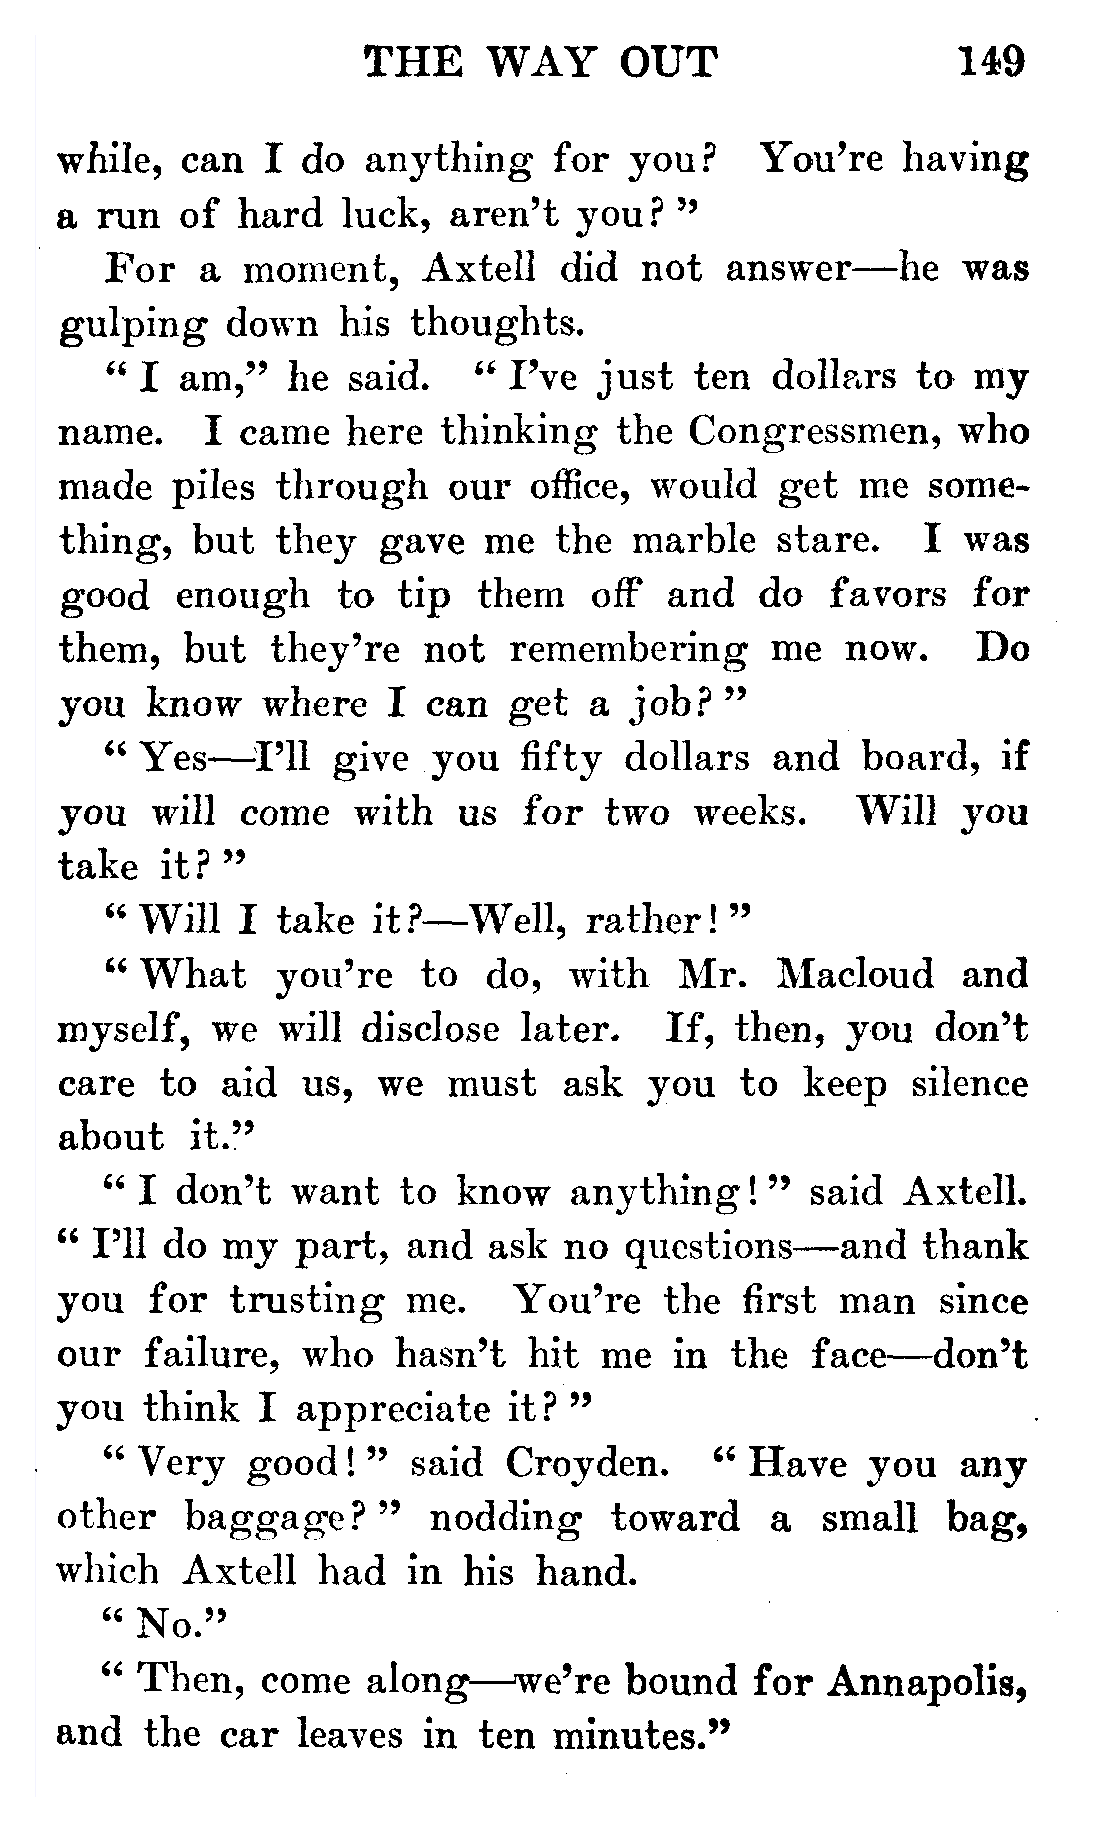 THE WAY OUT 149
while, can I do anything for you? You're having
a run of hard luck, aren't you?”
For a moment, Axtell did not answer—he was
gulping down his thoughts.
“I am,” he said. “I've just ten dollars to my
name. I came here thinking the Congressmen, who
made piles through our office, would get me some-
thing, but they gave me the marble stare. I was
good enough to tip them off and do favors for
them, but they're not remembering me now. Do
you know where I can get a job?”
“Yes—I'll give you fifty dollars and board, if
you will come with us for two weeks. Will you
take it?”
“Will I take it?—Well, rather!”
“What you're to do, with Mr. Macloud and
myself, we will disclose later. If, then, you don't
care to aid us, we must ask you to keep silence
about it.”
“I don't want to know anything!” said Axtell.
“I'll do my part, and ask no questions—and thank
you for trusting me. You're the first man since
our failure, who hasn't hit me in the face—don't
you think I appreciate it?”
“Very good!” said Croyden. “Have you any
other baggage?” nodding toward a small bag,
which Axtell had in his hand.
“No.”
“Then, come along—we're bound for Annapolis,
and the car leaves in ten minutes.”